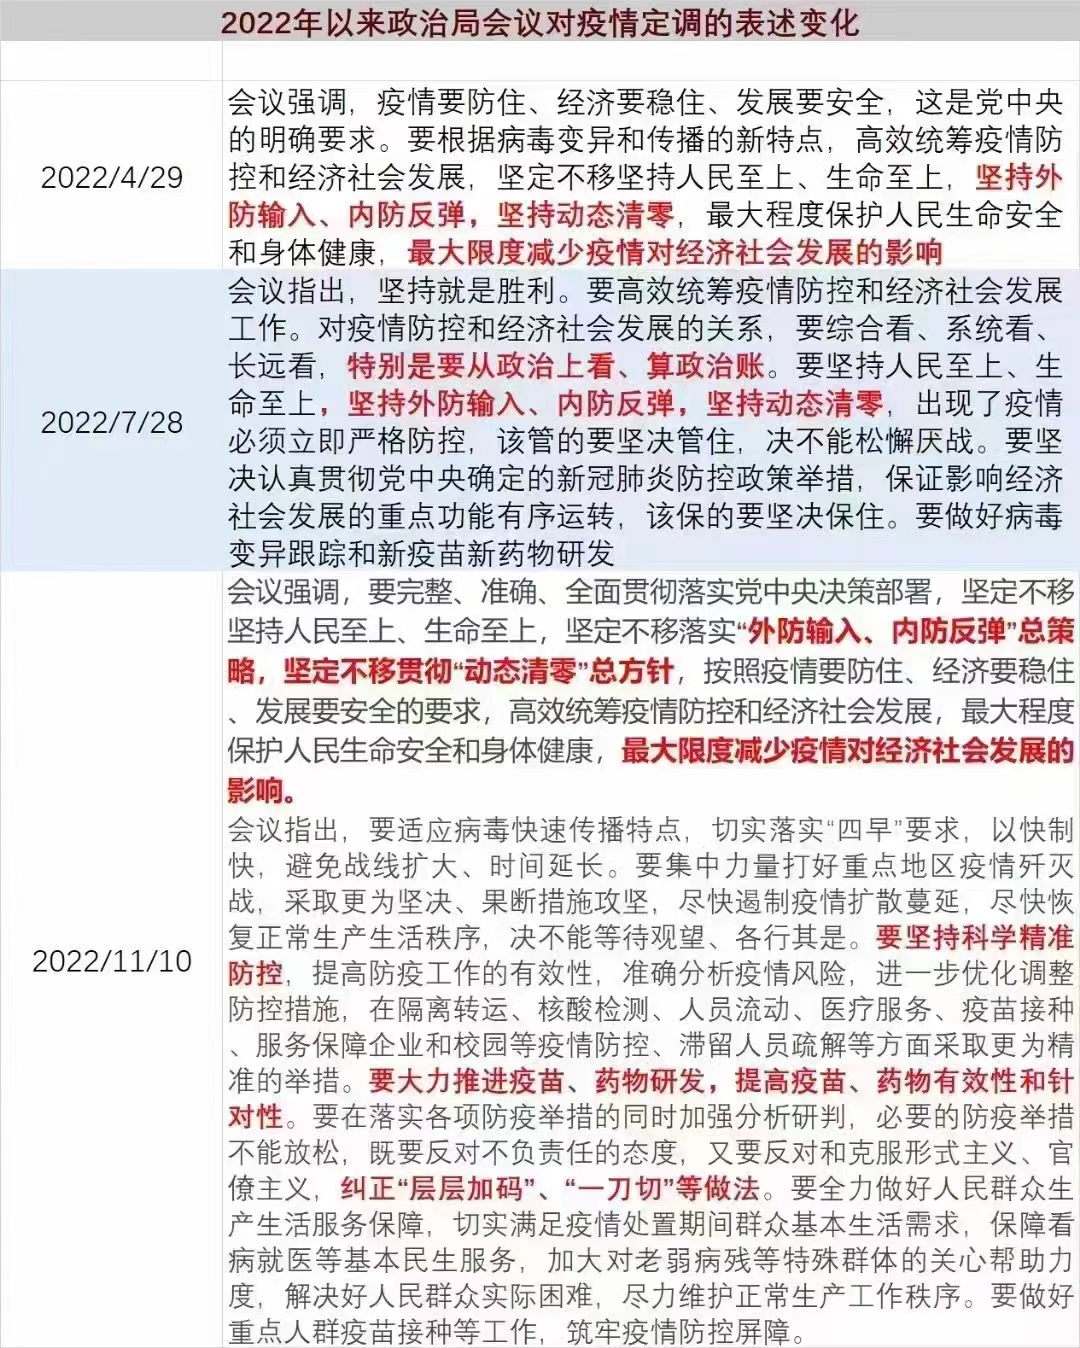 2022年以来政治局会议对疫情定调的表述变化
2022/4/29
会议强调，疫情要防住、经济要稳住、发展要安全，这是党中央
的明确要求。要根据病毒变异和传播的新特点，高效统筹疫情防
控和经济社会发展，坚定不移坚持人民至上、生命至上，坚持外
防输入、内防反弹，坚持动态清零，最大程度保护人民生命安全
和身体健康，最大限度减少疫情对经济社会发展的影响
2022/7/28
会议指出，坚持就是胜利。要高效统筹疫情防控和经济社会发展
工作。对疫情防控和经济社会发展的关系，要综合看、系统看、
长远看，特别是要从政治上看、算政治账。要坚持人民至上、生
命至上，坚持外防输入、内防反弹，坚持动态清零，出现了疫情
必须立即严格防控，该管的要坚决管住，决不能松懈厌战。要坚
决认真贯彻党中央确定的新冠肺炎防控政策举措，保证影响经济
社会发展的重点功能有序运转，该保的要坚决保住。要做好病毒
变异跟踪和新疫苗新药物研发
2022/11/10
会议强调，要完整、准确、全面贯彻落实党中央决策部署，坚定不移
坚持人民至上、生命至上，坚定不移落实“外防输入、内防反弹”总策
略，坚定不移贯彻“动态清零”总方针，按照疫情要防住、经济要稳住
、发展要安全的要求，高效统筹疫情防控和经济社会发展，最大程度
保护人民生命安全和身体健康，最大限度减少疫情对经济社会发展的
影响。
会议指出，要适应病毒快速传播特点，切实落实“四早”要求，以快制
快，避免战线扩大、时间延长。要集中力量打好重点地区疫情歼灭
战，采取更为坚决、果断措施攻坚，尽快遏制疫情扩散蔓延，尽快恢
复正常生产生活秩序，决不能等待观望、各行其是。要坚持科学精准
防控，提高防疫工作的有效性，准确分析疫情风险，进一步优化调整
防控措施，在隔离转运、核酸检测、人员流动、医疗服务、疫苗接种
、服务保障企业和校园等疫情防控、滞留人员疏解等方面采取更为精
准的举措。要大力推进疫苗、药物研发，提高疫苗、药物有效性和针
对性。要在落实各项防疫举措的同时加强分析研判，必要的防疫举措
不能放松，既要反对不负责任的态度，又要反对和克服形式主义、官
僚主义，纠正“层层加码”、“一刀切”等做法。要全力做好人民群众生
产生活服务保障，切实满足疫情处置期间群众基本生活需求，保障看
病就医等基本民生服务，加大对老弱病残等特殊群体的关心帮助力
度，解决好人民群众实际困难，尽力维护正常生产工作秩序。要做好
重点人群疫苗接种等工作，筑牢疫情防控屏障。